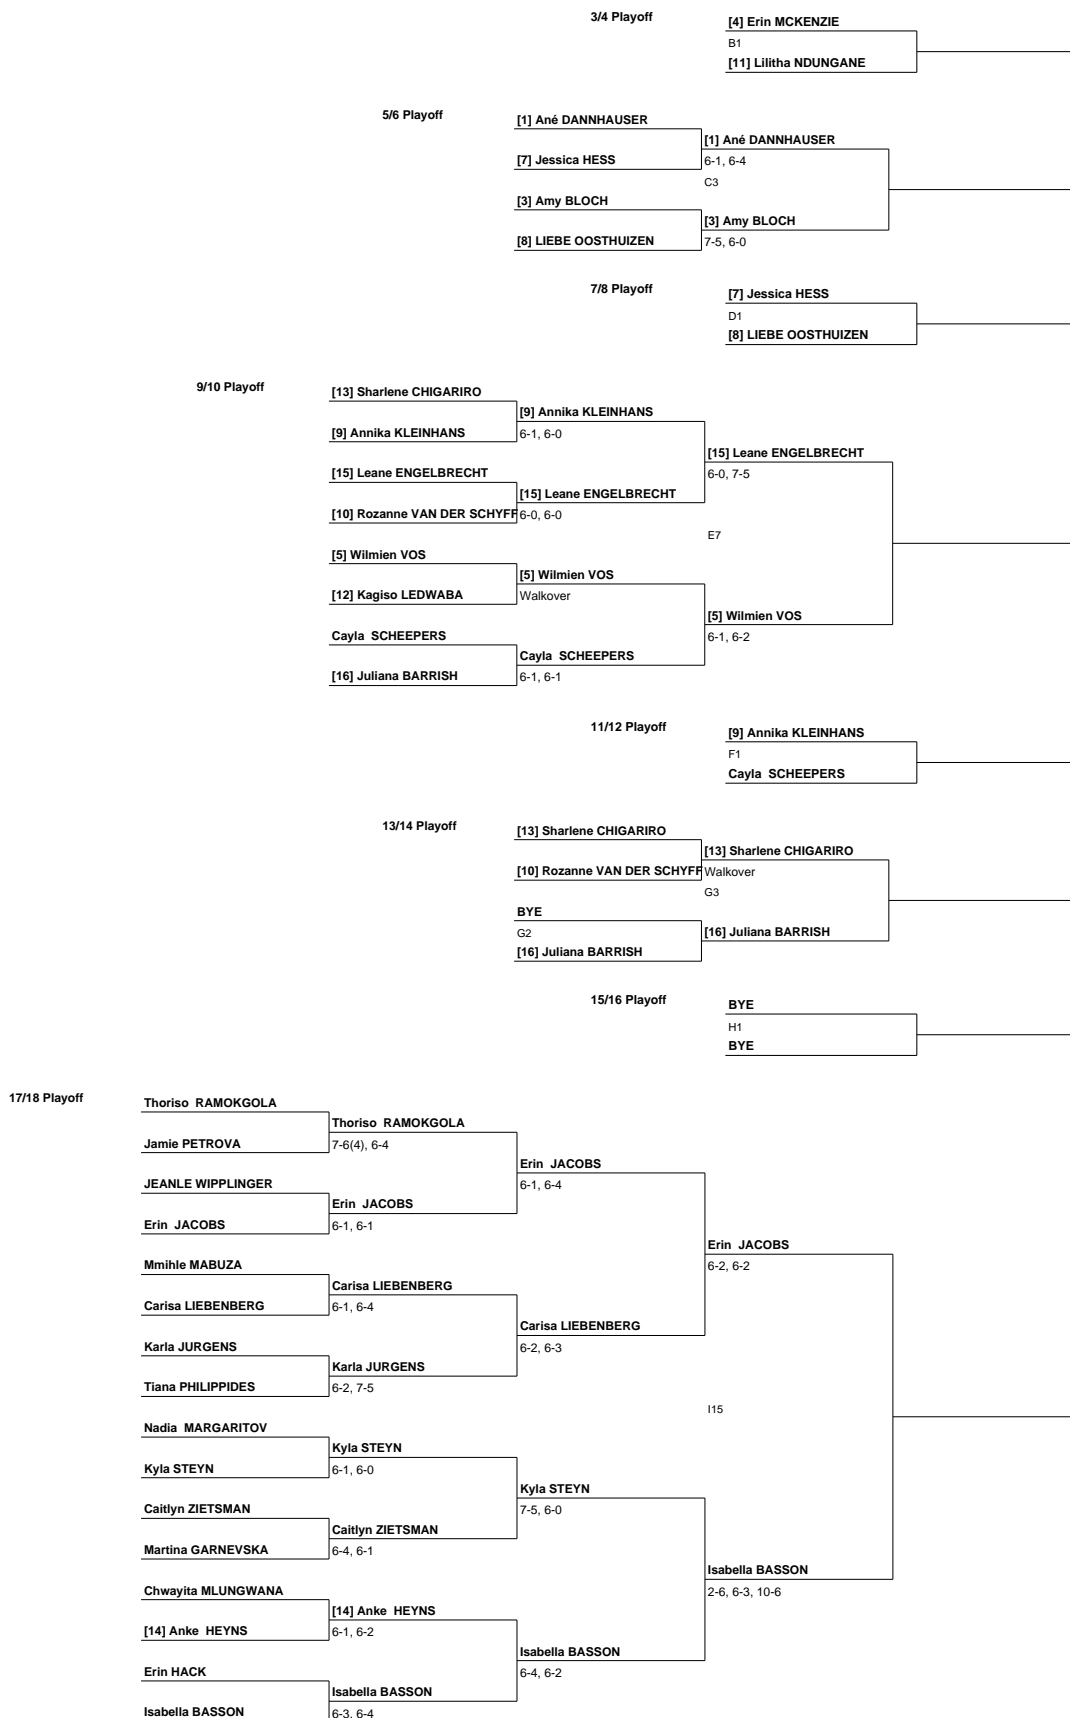 3/4 Playoff
[4] Erin MCKENZIE
B1
[11] Lilitha NDUNGANE
5/6 Playoff
[1] Ané DANNHAUSER
[1] Ané DANNHAUSER
[7] Jessica HESS
6-1, 6-4
C3
[3] Amy BLOCH
[3] Amy BLOCH
[8] LIEBE OOSTHUIZEN
7-5, 6-0
7/8 Playoff
[7] Jessica HESS
D1
[8] LIEBE OOSTHUIZEN
9/10 Playoff
[13] Sharlene CHIGARIRO
[9] Annika KLEINHANS
[9] Annika KLEINHANS
6-1, 6-0
[15] Leane ENGELBRECHT
[15] Leane ENGELBRECHT
6-0, 7-5
[15] Leane ENGELBRECHT
[10] Rozanne VAN DER SCHYFF
6-0, 6-0
E7
[5] Wilmien VOS
[5] Wilmien VOS
[12] Kagiso LEDWABA
Walkover
[5] Wilmien VOS
Cayla SCHEEPERS
6-1, 6-2
Cayla SCHEEPERS
[16] Juliana BARRISH
6-1, 6-1
11/12 Playoff
[9] Annika KLEINHANS
F1
Cayla SCHEEPERS
13/14 Playoff
[13] Sharlene CHIGARIRO
[13] Sharlene CHIGARIRO
[10] Rozanne VAN DER SCHYFF
Walkover
G3
BYE
G2
[16] Juliana BARRISH
[16] Juliana BARRISH
15/16 Playoff
BYE
H1
BYE
17/18 Playoff
Thoriso RAMOKGOLA
Thoriso RAMOKGOLA
Jamie PETROVA
7-6(4), 6-4
Erin JACOBS
JEANLE WIPPLINGER
6-1, 6-4
Erin JACOBS
Erin JACOBS
6-1, 6-1
Erin JACOBS
Mmihle MABUZA
6-2, 6-2
Carisa LIEBENBERG
Carisa LIEBENBERG
6-1, 6-4
Carisa LIEBENBERG
Karla JURGENS
6-2, 6-3
Karla JURGENS
Tiana PHILIPPIDES
6-2, 7-5
I15
Nadia MARGARITOV
Kyla STEYN
Kyla STEYN
6-1, 6-0
Kyla STEYN
Caitlyn ZIETSMAN
7-5, 6-0
Caitlyn ZIETSMAN
Martina GARNEVSKA
6-4, 6-1
Isabella BASSON
Chwayita MLUNGWANA
2-6, 6-3, 10-6
[14] Anke HEYNS
[14] Anke HEYNS
6-1, 6-2
Isabella BASSON
Erin HACK
6-4, 6-2
Isabella BASSON
Isabella BASSON
6-3, 6-4